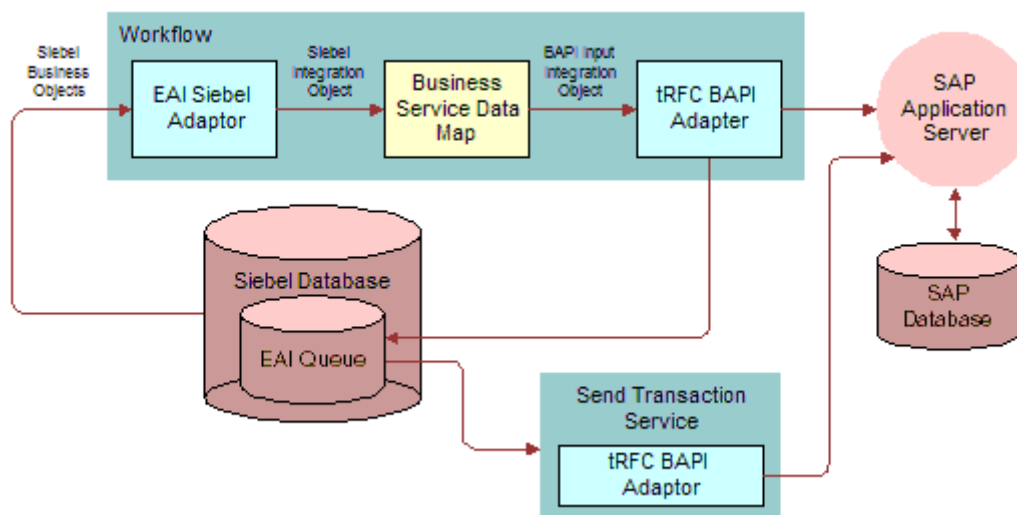 Workflow
Siebel
Business
Objects
EAI Siebel
Adaptor
Siebel
Integration
Object
Business
Service Data
Map
BAPI Input
Integration
Object
tRFC BAPI
Adapter
SAP
Application
Server
Siebel Database
EAI Queue
SAP
Database
Send Transaction
Service
tRFC BAPI
Adaptor